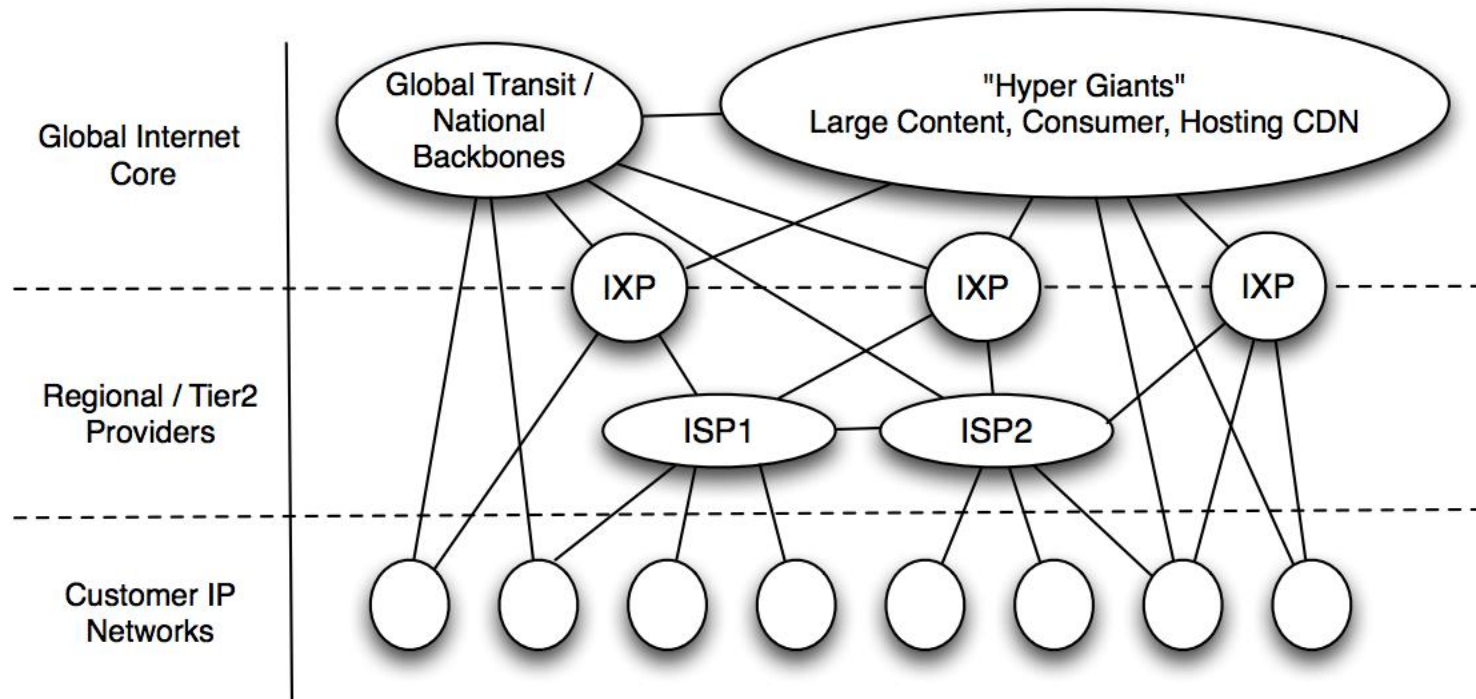 Global Internet
Core
Global Transit /
National
Backbones
"Hyper Giants"
Large Content, Consumer, Hosting CDN
IXP
IXP
IXP
Regional / Tier2
Providers
ISP1
ISP2
Customer IP
Networks